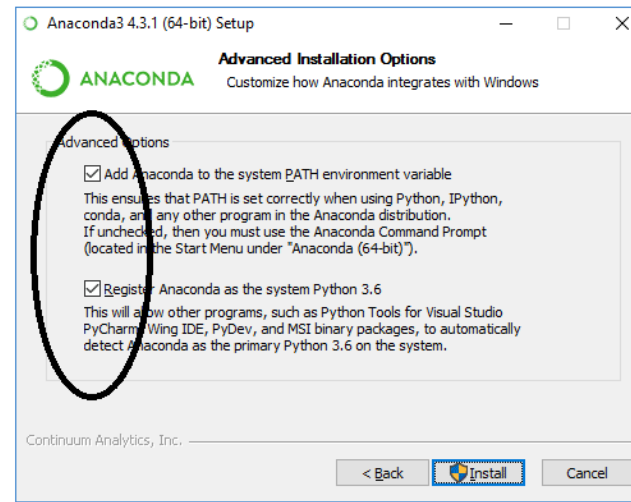 Anaconda3 4.3.1 (64-bit) Setup
ANACONDA
Advanced Installation Options
Customize how Anaconda integrates with Windows
Advanced Options
Add Anaconda to the system PATH environment variable
This ensures that PATH is set correctly when using Python, IPython,
conda, and any other program in the Anaconda distribution.
If unchecked, then you must use the Anaconda Command Prompt
(located in the Start Menu under "Anaconda (64-bit)").
Register Anaconda as the system Python 3.6
This will allow other programs, such as Python Tools for Visual Studio
PyCharm, Wing IDE, PyDev, and MSI binary packages, to automatically
detect Anaconda as the primary Python 3.6 on the system.
Continuum Analytics, Inc.
< Back
Install
Cancel